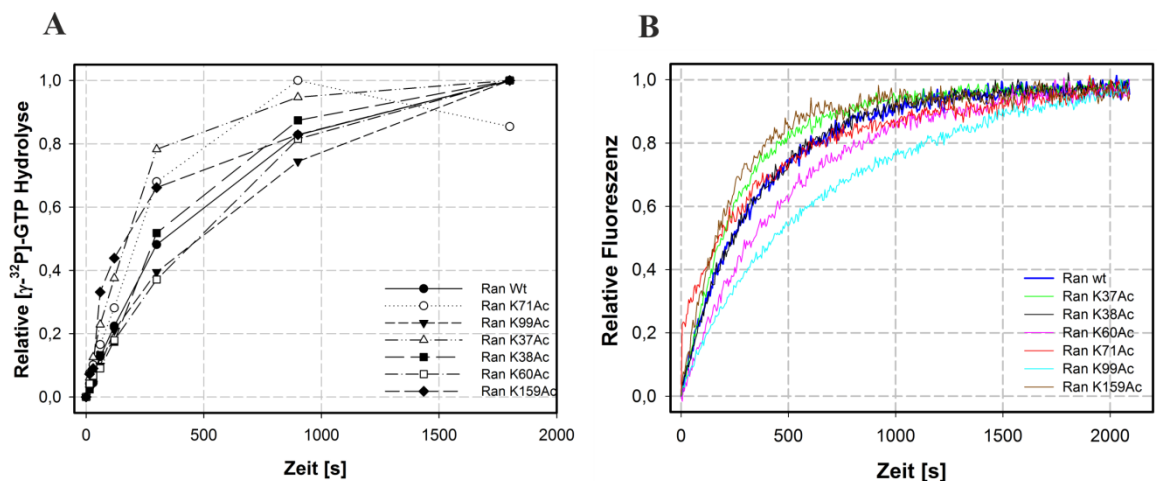 A
Relative [γ-³²P]-GTP Hydrolyse
1,0
0,8
0,6
0,4
0,2
0,0
Ran Wt
Ran K71Ac
Ran K99Ac
Ran K37Ac
Ran K38Ac
Ran K60Ac
Ran K159Ac
0
500
1000
1500
2000
Zeit [s]
B
Relative Fluoreszenz
1,0
0,8
0,6
0,4
0,2
0,0
Ran wt
Ran K37Ac
Ran K38Ac
Ran K60Ac
Ran K71Ac
Ran K99Ac
Ran K159Ac
0
500
1000
1500
2000
Zeit [s]